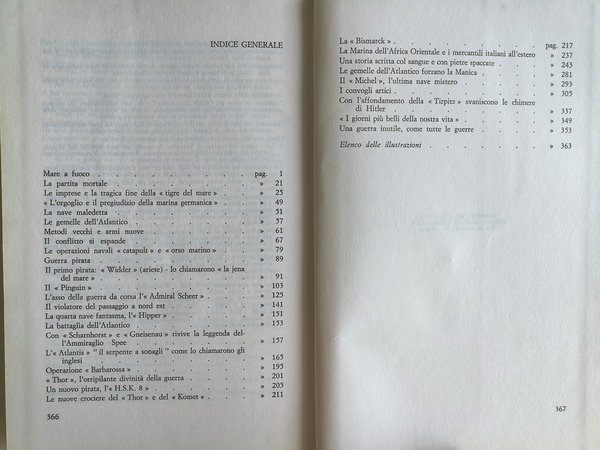 INDICE GENERALE
Mare a fuoco . . . . . . . . pag. 1
La partita mortale . . . . . . . » 21
Le imprese e la tragica fine della « tigre del mare » . . . » 25
« L'orgoglio e il pregiudizio della marina germanica » . . . » 49
La nave maledetta . . . . . . . » 51
Le gemelle dell'Atlantico . . . . . . » 57
Metodi vecchi e armi nuove . . . . . . » 61
Il conflitto si espande . . . . . . » 67
Le operazioni navali « catapult » e « orso marino » . . . » 79
Guerra pirata . . . . . . . . » 89
Il primo pirata: « Widder » (ariete) - lo chiamarono « la jena
del mare » . . . . . . . . » 91
Il « Pinguin » . . . . . . . . » 103
L'asso della guerra da corsa l'« Admiral Scheer » . . . . » 125
Il violatore del passaggio a nord est . . . . . » 141
La quarta nave fantasma, l'« Hipper » . . . . . » 151
La battaglia dell'Atlantico . . . . . . » 153
Con « Scharnhorst » e « Gneisenau » rivive la leggenda del-
l'Ammiraglio Spee . . . . . . » 157
L'« Atlantis » " il serpente a sonagli " come lo chiamarono gli
inglesi . . . . . . . . » 165
Operazione « Barbarossa » . . . . . . » 195
« Thor », l'orripilante divinità della guerra . . . . » 201
Un nuovo pirata, l'« H.S.K. 8 » . . . . . » 205
Le nuove crociere del « Thor » e del « Komet » . . . . » 211
366
La « Bismarck » . . . . . . . pag. 217
La Marina dell'Africa Orientale e i mercantili italiani all'estero » 237
Una storia scritta col sangue e con pietre spaccate . . . » 243
Le gemelle dell'Atlantico forzano la Manica . . . . » 281
Il « Michel », l'ultima nave mistero . . . . . » 293
I convogli artici . . . . . . . » 305
Con l'affondamento della « Tirpitz » svaniscono le chimere
di Hitler . . . . . . . » 337
« I giorni più belli della nostra vita » . . . . . » 349
Una guerra inutile, come tutte le guerre . . . . » 353
Elenco delle illustrazioni . . . . . . » 363
367